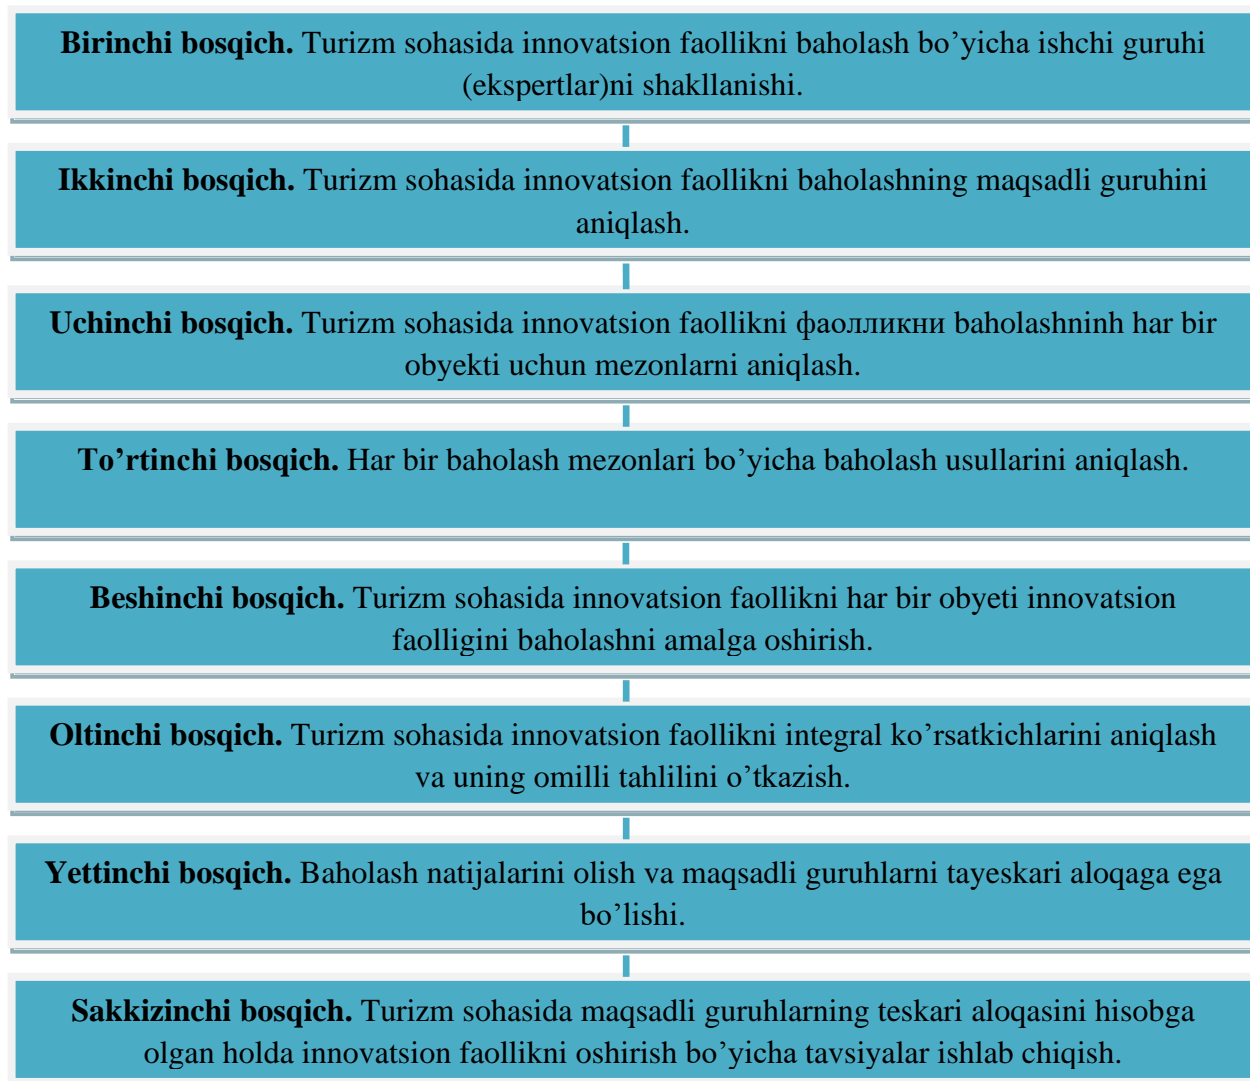 Birinchi bosqich. Turizm sohasida innovatsion faollikni baholash bo’yicha ishchi guruhi
(ekspertlar)ni shakllanishi.
Ikkinchi bosqich. Turizm sohasida innovatsion faollikni baholashning maqsadli guruhini
aniqlash.
Uchinchi bosqich. Turizm sohasida innovatsion faollikni фаолликни baholashninh har bir
obyekti uchun mezonlarni aniqlash.
To’rtinchi bosqich. Har bir baholash mezonlari bo’yicha baholash usullarini aniqlash.
Beshinchi bosqich. Turizm sohasida innovatsion faollikni har bir obyeti innovatsion
faolligini baholashni amalga oshirish.
Oltinchi bosqich. Turizm sohasida innovatsion faollikni integral ko’rsatkichlarini aniqlash
va uning omilli tahlilini o’tkazish.
Yettinchi bosqich. Baholash natijalarini olish va maqsadli guruhlarni tayeskari aloqaga ega
bo’lishi.
Sakkizinchi bosqich. Turizm sohasida maqsadli guruhlarning teskari aloqasini hisobga
olgan holda innovatsion faollikni oshirish bo’yicha tavsiyalar ishlab chiqish.